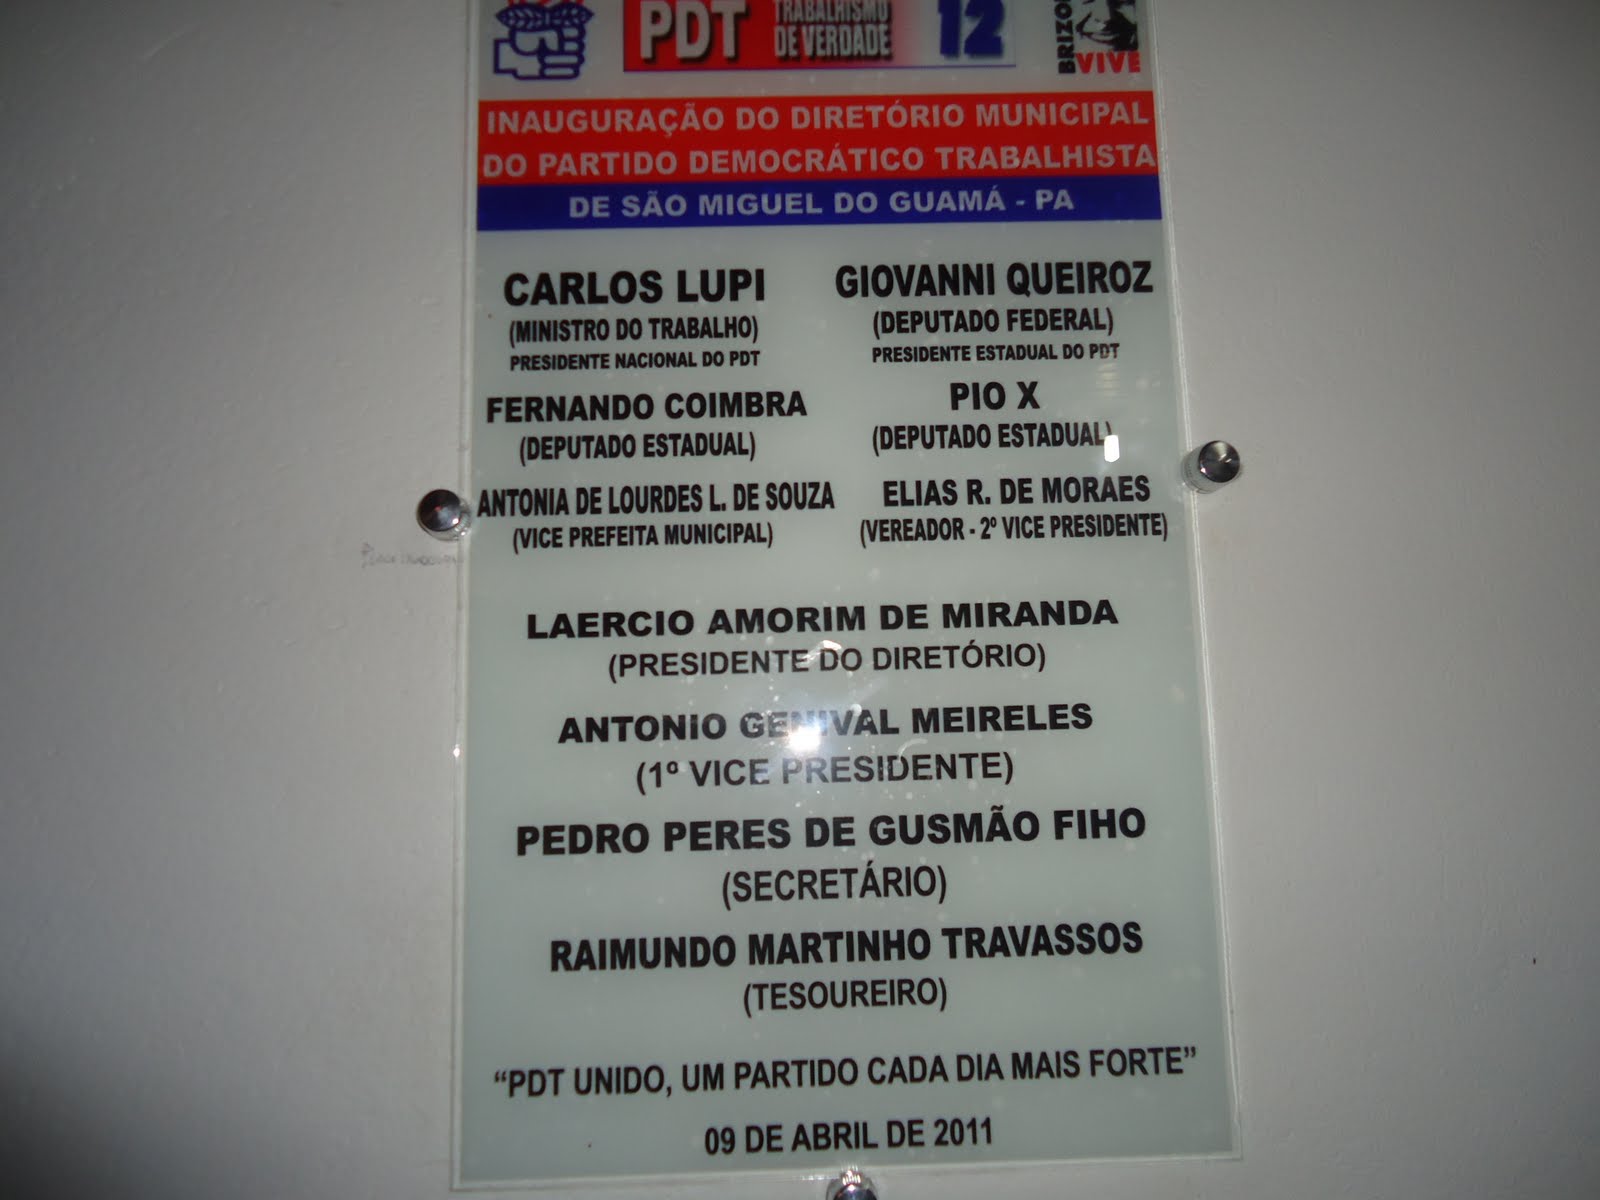 PDT TRABALHISMO DE VERDADE 12
BRIZOLA VIVE
INAUGURAÇÃO DO DIRETÓRIO MUNICIPAL
DO PARTIDO DEMOCRÁTICO TRABALHISTA
DE SÃO MIGUEL DO GUAMÁ - PA
CARLOS LUPI
(MINISTRO DO TRABALHO)
PRESIDENTE NACIONAL DO PDT
GIOVANNI QUEIROZ
(DEPUTADO FEDERAL)
PRESIDENTE ESTADUAL DO PDT
FERNANDO COIMBRA
(DEPUTADO ESTADUAL)
PIO X
(DEPUTADO ESTADUAL)
ANTONIA DE LOURDES L. DE SOUZA
(VICE PREFEITA MUNICIPAL)
ELIAS R. DE MORAES
(VEREADOR - 2º VICE PRESIDENTE)
LAERCIO AMORIM DE MIRANDA
(PRESIDENTE DO DIRETÓRIO)
ANTONIO GENIVAL MEIRELES
(1º VICE PRESIDENTE)
PEDRO PERES DE GUSMÃO FIHO
(SECRETÁRIO)
RAIMUNDO MARTINHO TRAVASSOS
(TESOUREIRO)
“PDT UNIDO, UM PARTIDO CADA DIA MAIS FORTE”
09 DE ABRIL DE 2011